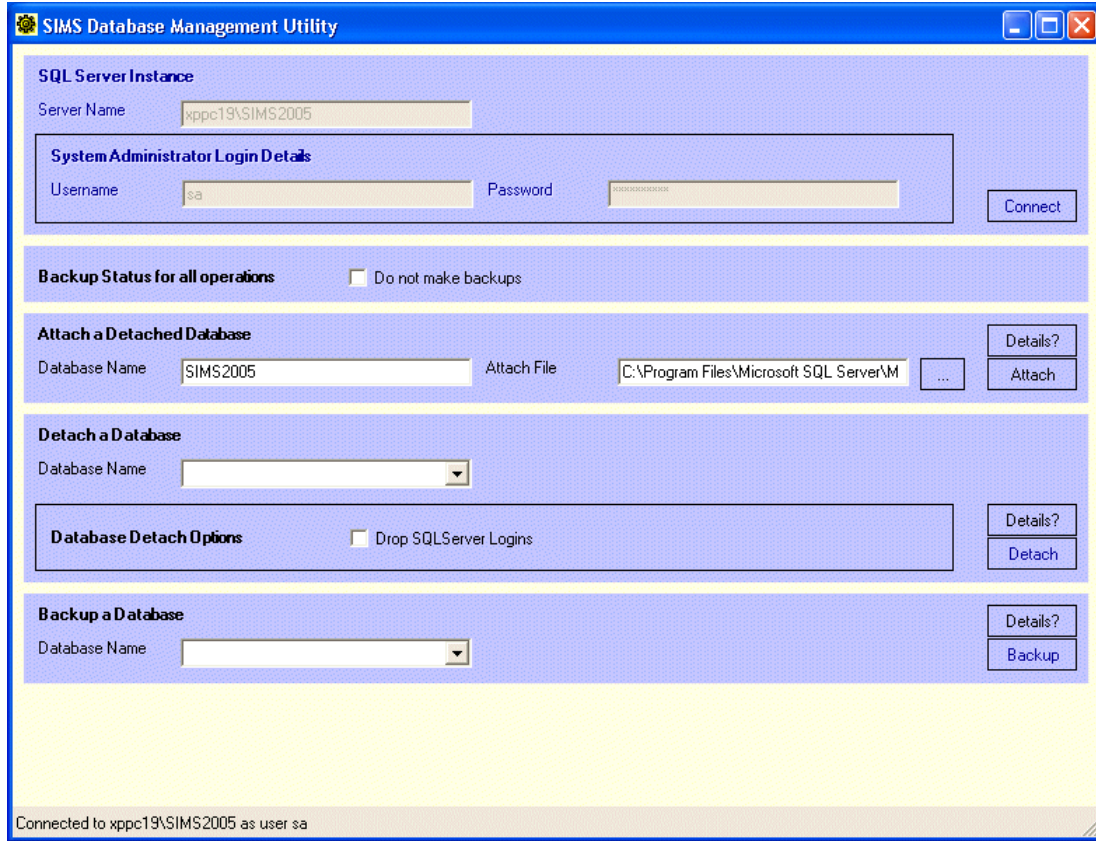 SIMS Database Management Utility
SQL Server Instance
Server Name
xppc19\SIMS2005
System Administrator Login Details
Username
sa
Password
**********
Connect
Backup Status for all operations
Do not make backups
Attach a Detached Database
Details?
Database Name
SIMS2005
Attach File
C:\Program Files\Microsoft SQL Server\M
...
Attach
Detach a Database
Database Name
Database Detach Options
Drop SQLServer Logins
Details?
Detach
Backup a Database
Details?
Database Name
Backup
Connected to xppc19\SIMS2005 as user sa